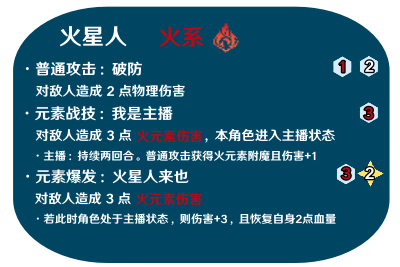 火星人 火系
·普通攻击：破防 1 2
对敌人造成 2 点物理伤害
·元素战技：我是主播 3
对敌人造成 3 点 火元素伤害，本角色进入主播状态
·主播：持续两回合。普通攻击获得火元素附魔且伤害+1
·元素爆发：火星人来也 3 2
对敌人造成 3 点 火元素伤害
·若此时角色处于主播状态，则伤害+3，且恢复自身2点血量